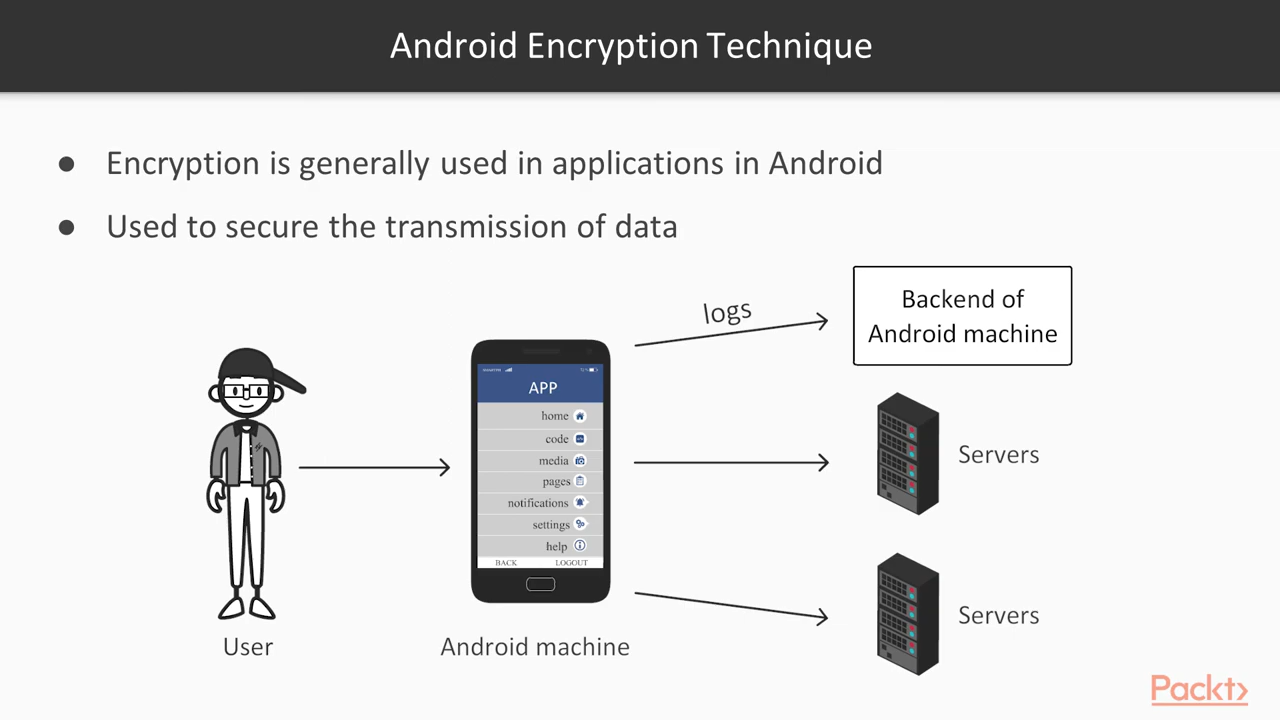 Android Encryption Technique
● Encryption is generally used in applications in Android
● Used to secure the transmission of data
logs
Backend of
Android machine
APP
home
code
media
pages
notifications
settings
help
BACK LOGOUT
Servers
Servers
User
Android machine
Packt>